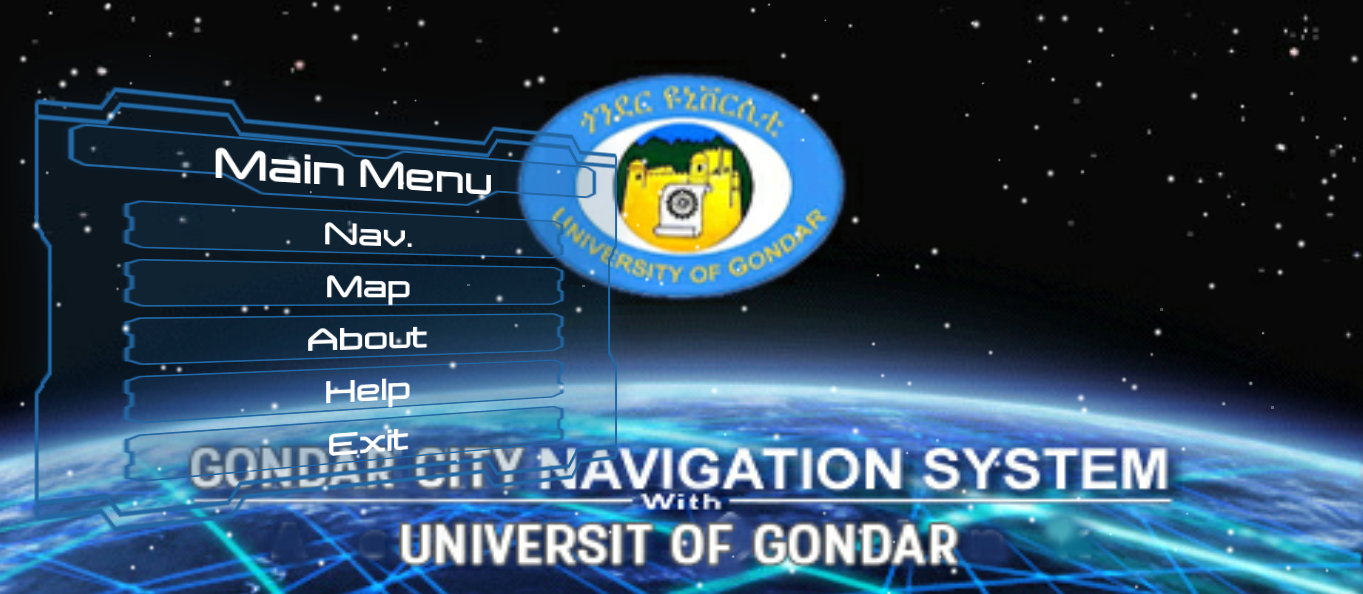 Main Menu
Nav.
Map
About
Help
Exit
ጎንደር ዩኒቨርሲቲ
UNIVERSITY OF GONDAR
GONDAR CITY NAVIGATION SYSTEM
With
UNIVERSIT OF GONDAR